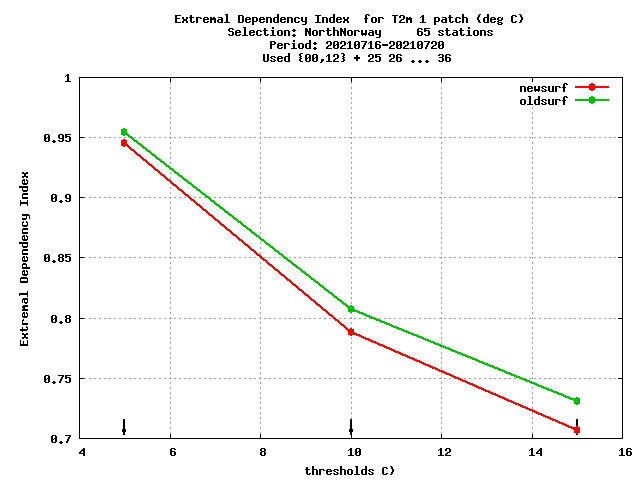 Extremal Dependency Index  for T2m 1 patch (deg C)
Selection: NorthNorway     65 stations
Period: 20210716-20210720
Used {00,12} + 25 26 ... 36
newsurf
oldsurf
1
0.95
0.9
0.85
0.8
0.75
0.7
Extremal Dependency Index
4 6 8 10 12 14 16
thresholds C)